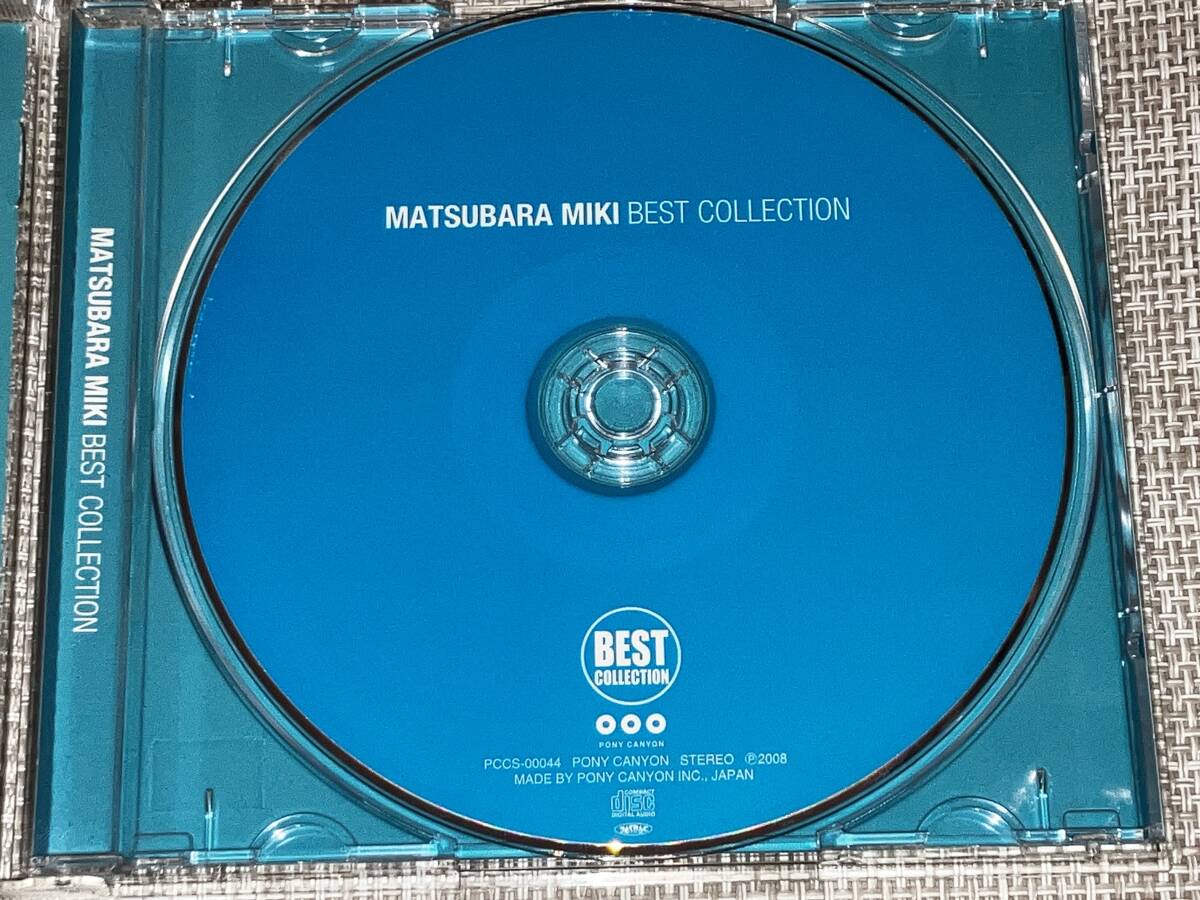 MATSUBARA MIKI BEST COLLECTION
MATSUBARA MIKI BEST COLLECTION
BEST
COLLECTION
PONY CANYON
PCCS-00044 PONY CANYON STEREO ℗2008
MADE BY PONY CANYON INC., JAPAN
COMPACT
disc
DIGITAL AUDIO